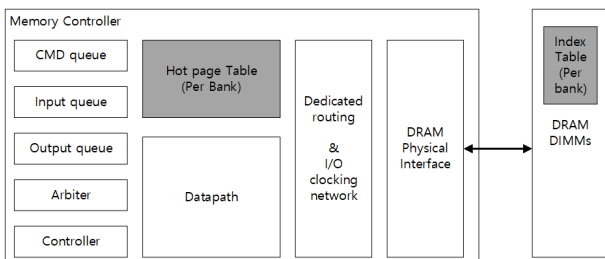 Memory Controller
CMD queue
Input queue
Output queue
Arbiter
Controller
Hot page Table
(Per Bank)
Datapath
Dedicated
routing
&
I/O
clocking
network
DRAM
Physical
Interface
Index
Table
(Per
bank)
DRAM
DIMMs